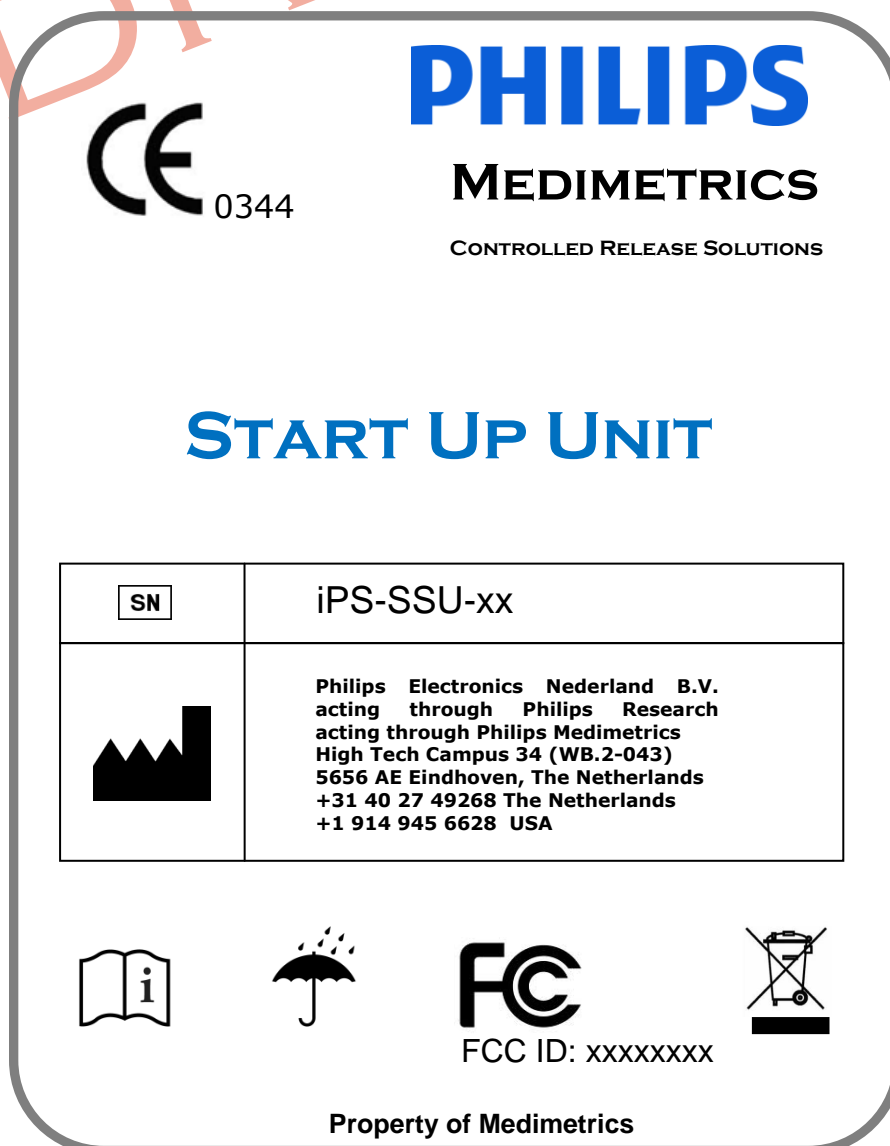 PHILIPS
CE 0344
MEDIMETRICS
CONTROLLED RELEASE SOLUTIONS
START UP UNIT
SN
iPS-SSU-xx
Philips Electronics Nederland B.V.
acting through Philips Research
acting through Philips Medimetrics
High Tech Campus 34 (WB.2-043)
5656 AE Eindhoven, The Netherlands
+31 40 27 49268 The Netherlands
+1 914 945 6628 USA
i
FC
FCC ID: xxxxxxxx
Property of Medimetrics